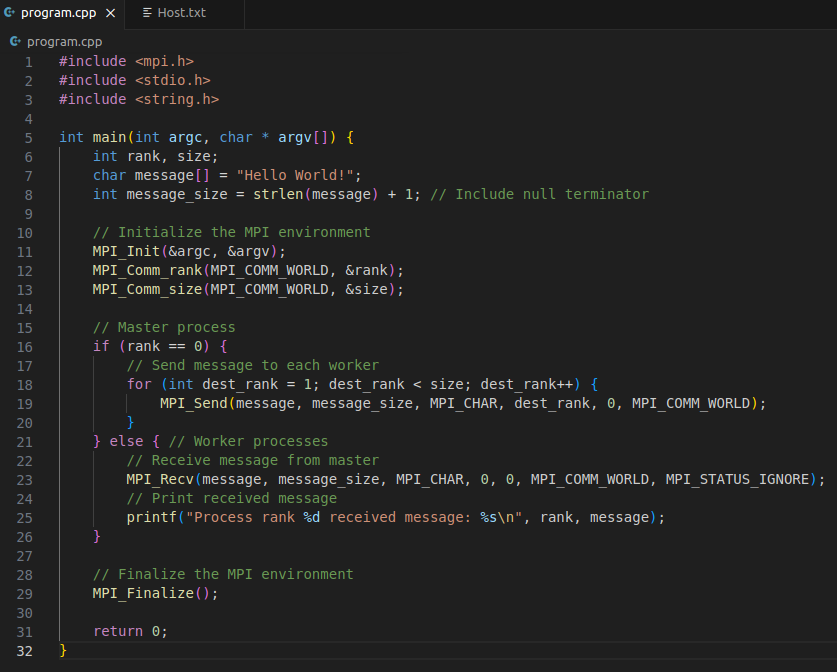 program.cpp
Host.txt
program.cpp
1 #include <mpi.h>
2 #include <stdio.h>
3 #include <string.h>
4
5 int main(int argc, char * argv[]) {
6     int rank, size;
7     char message[] = "Hello World!";
8     int message_size = strlen(message) + 1; // Include null terminator
9
10     // Initialize the MPI environment
11     MPI_Init(&argc, &argv);
12     MPI_Comm_rank(MPI_COMM_WORLD, &rank);
13     MPI_Comm_size(MPI_COMM_WORLD, &size);
14
15     // Master process
16     if (rank == 0) {
17         // Send message to each worker
18         for (int dest_rank = 1; dest_rank < size; dest_rank++) {
19             MPI_Send(message, message_size, MPI_CHAR, dest_rank, 0, MPI_COMM_WORLD);
20         }
21     } else { // Worker processes
22         // Receive message from master
23         MPI_Recv(message, message_size, MPI_CHAR, 0, 0, MPI_COMM_WORLD, MPI_STATUS_IGNORE);
24         // Print received message
25         printf("Process rank %d received message: %s\n", rank, message);
26     }
27
28     // Finalize the MPI environment
29     MPI_Finalize();
30
31     return 0;
32 }